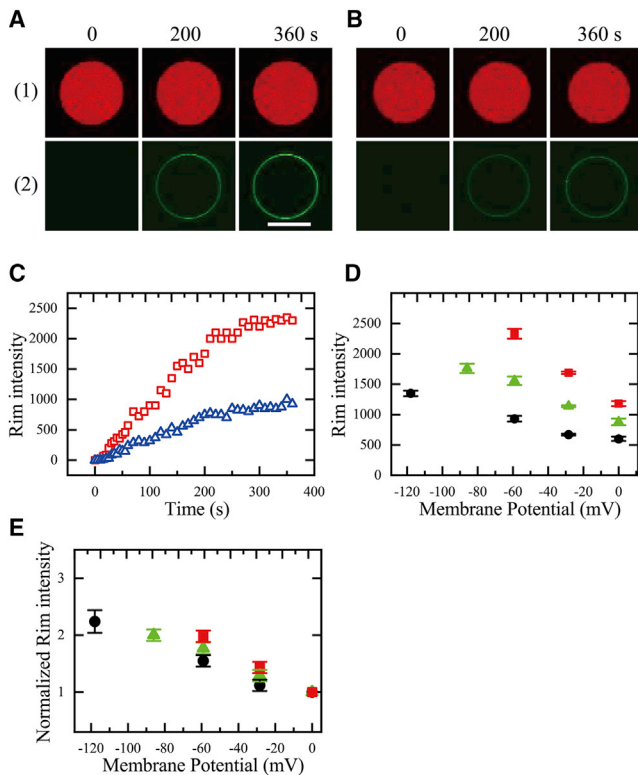 A
B
0 200 360 s
0 200 360 s
(1)
(2)
C
D
2500
2000
1500
1000
500
0
Rim intensity
0 100 200 300 400
Time (s)
2500
2000
1500
1000
500
0
Rim intensity
-120 -100 -80 -60 -40 -20 0
Membrane Potential (mV)
E
3
2
1
Normalized Rim intensity
-120 -100 -80 -60 -40 -20 0
Membrane Potential (mV)